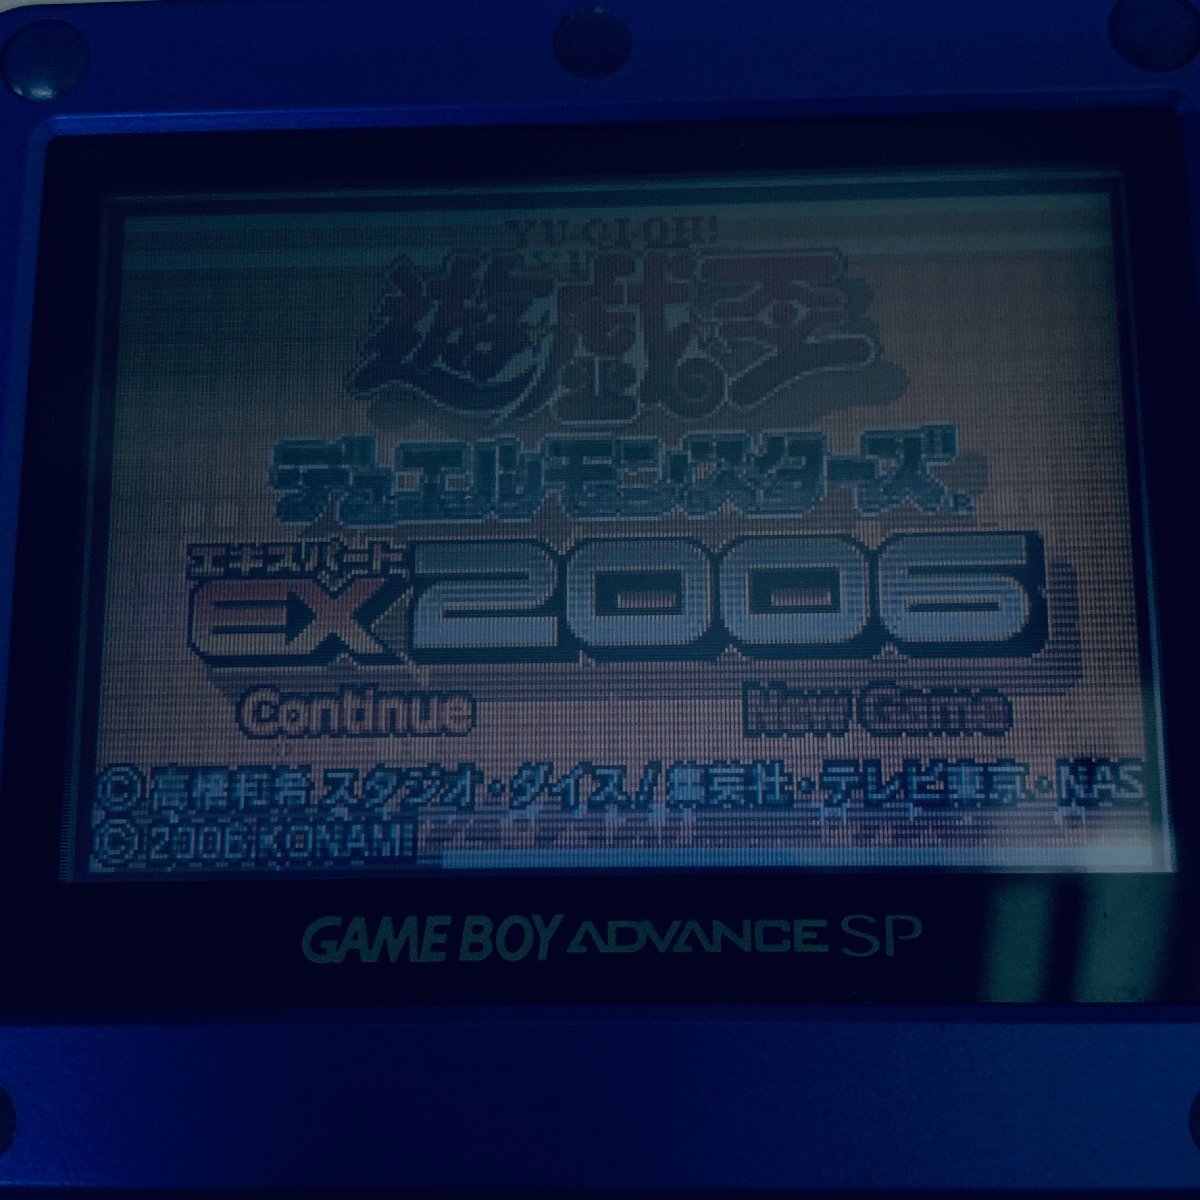 YU-GI-OH!
遊戯王
デュエルモンスターズ
エキスパート
EX2006
Continue
New Game
© 高橋和希 スタジオ・ダイス/集英社・テレビ東京・NAS
© 2006 KONAMI
GAME BOY ADVANCE SP